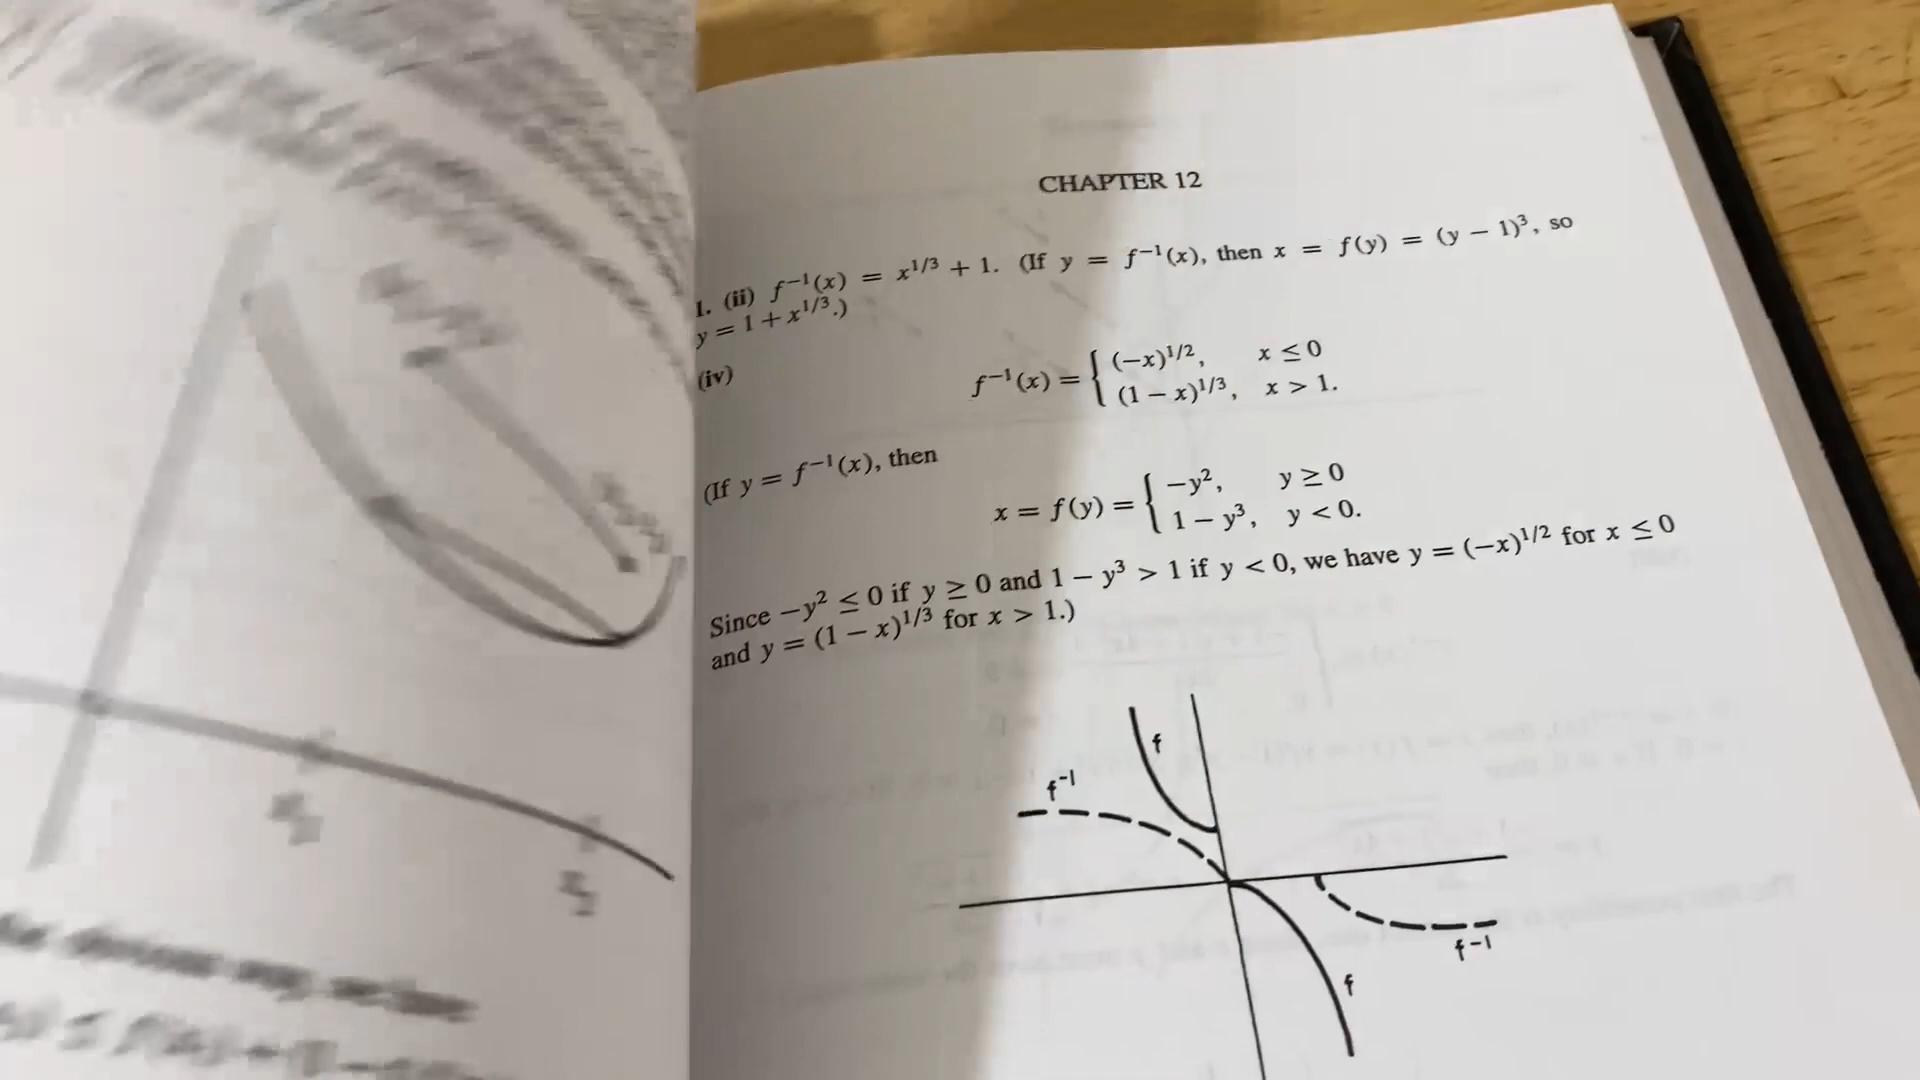 CHAPTER 12
1. (ii) f⁻¹(x) = x^{1/3} + 1. (If y = f⁻¹(x), then x = f(y) = (y − 1)³, so
y = 1 + x^{1/3}.)
(iv)
f⁻¹(x) = { (−x)^{1/2}, x ≤ 0
(1 − x)^{1/3}, x > 1.
(If y = f⁻¹(x), then
x = f(y) = { −y², y ≥ 0
1 − y³, y < 0.
Since −y² ≤ 0 if y ≥ 0 and 1 − y³ > 1 if y < 0, we have y = (−x)^{1/2} for x ≤ 0
and y = (1 − x)^{1/3} for x > 1.)
f
f⁻¹
f⁻¹
f